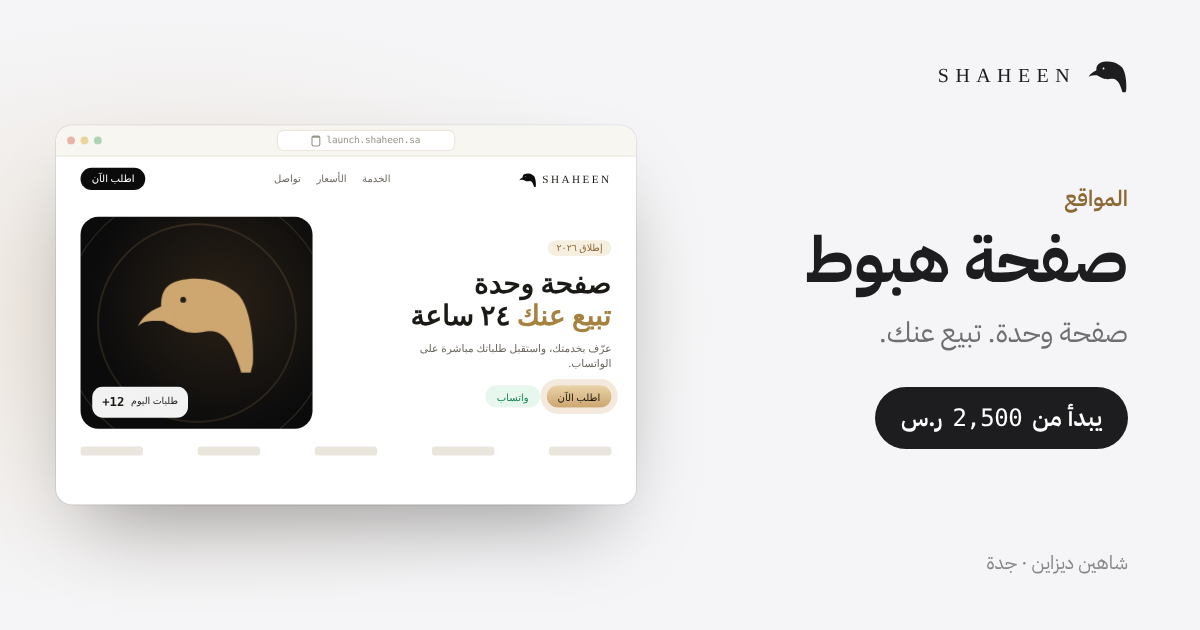 SHAHEEN
المواقع
صفحة هبوط
صفحة وحدة. تبيع عنك.
يبدأ من 2,500 ر.س
شاهين ديزاين · جدة
launch.shaheen.sa
SHAHEEN
الخدمة الأسعار تواصل
اطلب الآن
إطلاق ٢٠٢٦
صفحة وحدة
تبيع عنك ٢٤ ساعة
عرّف بخدمتك، واستقبل طلباتك مباشرة على
الواتساب.
اطلب الآن واتساب
طلبات اليوم +12